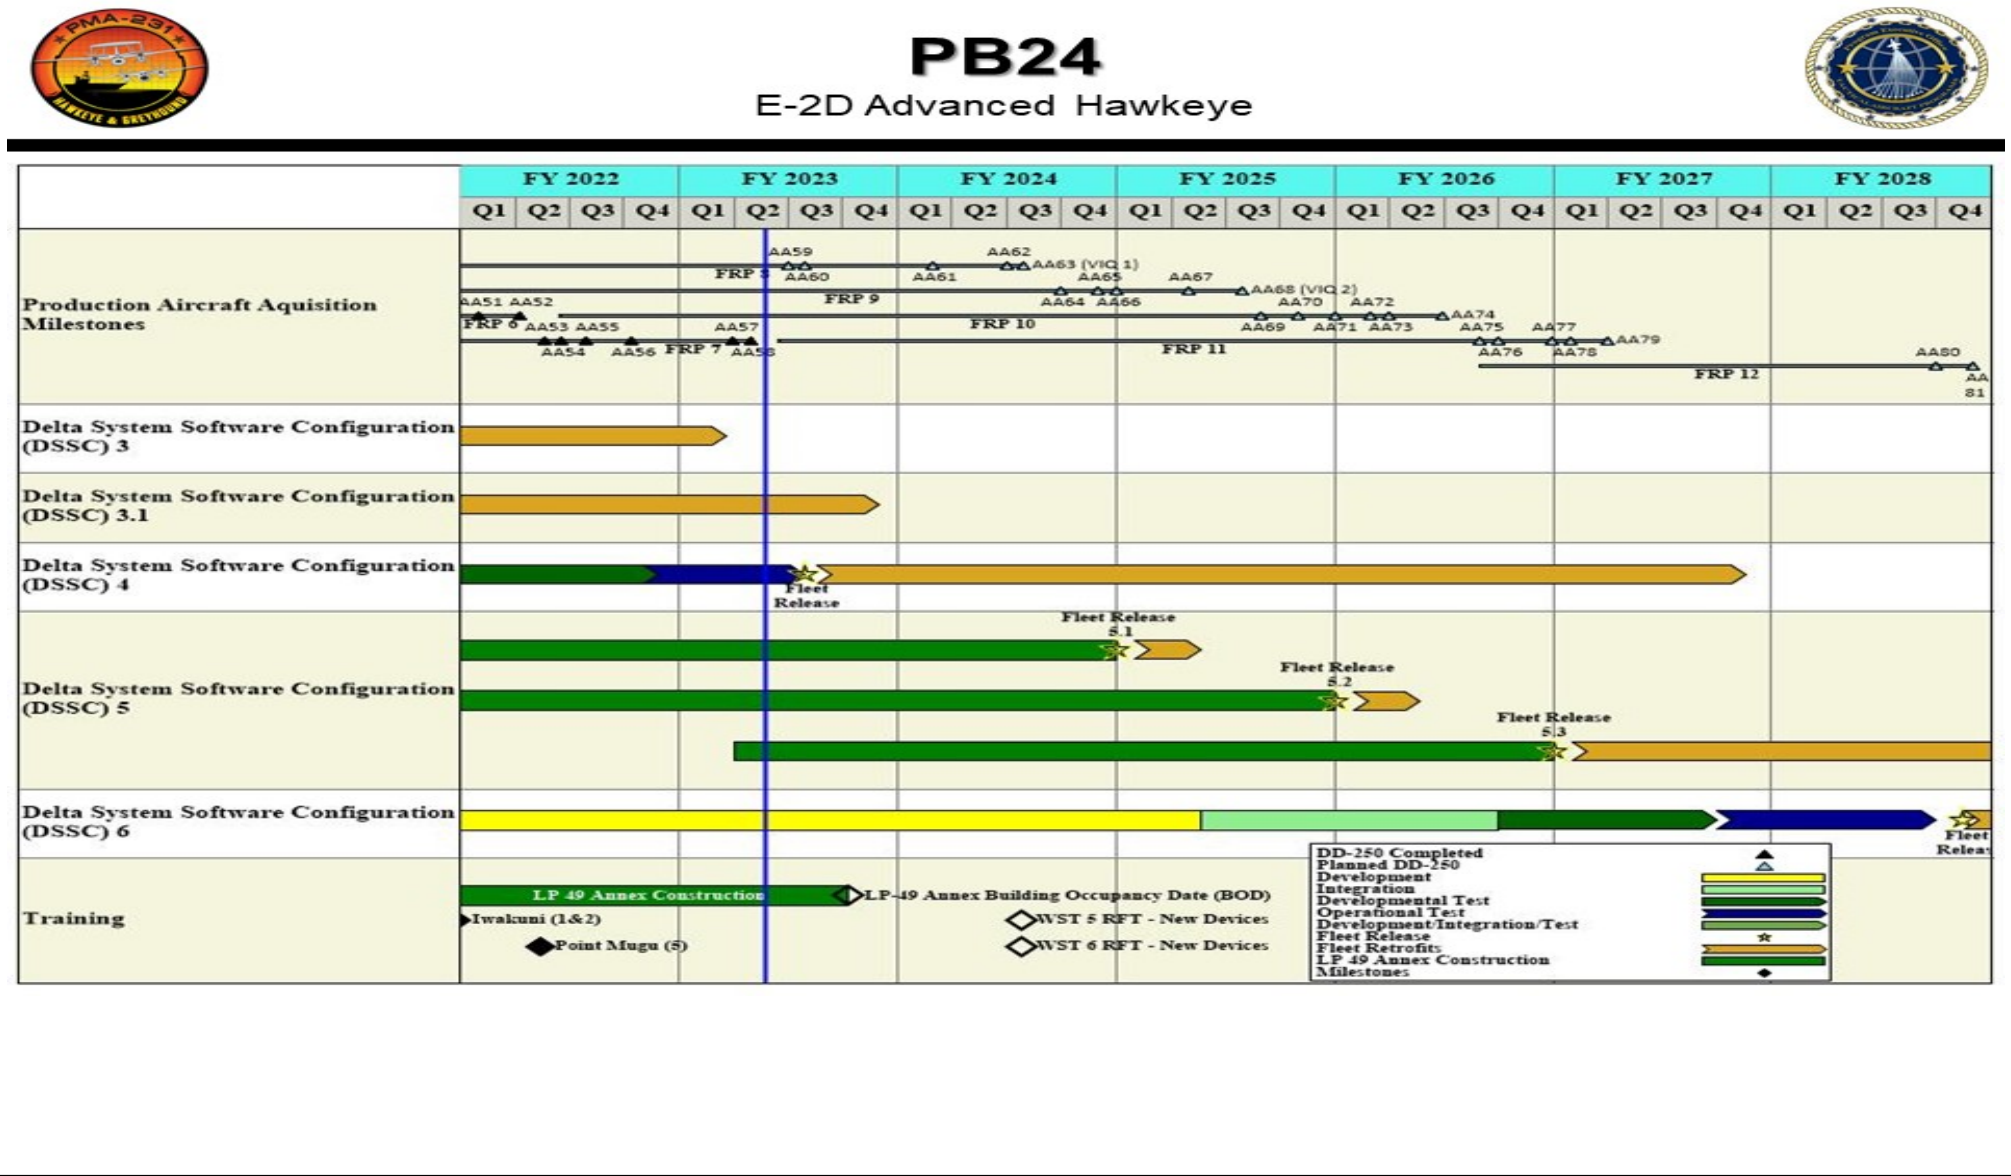 PMA-231
HAWKEYE & GREYHOUND
PB24
E-2D Advanced Hawkeye
FY 2022 FY 2023 FY 2024 FY 2025 FY 2026 FY 2027 FY 2028
Q1 Q2 Q3 Q4 Q1 Q2 Q3 Q4 Q1 Q2 Q3 Q4 Q1 Q2 Q3 Q4 Q1 Q2 Q3 Q4 Q1 Q2 Q3 Q4 Q1 Q2 Q3 Q4
Production Aircraft Aquisition
Milestones
AA59 AA62
AA63 (VIQ 1)
FRP 8 AA60 AA61 AA65 AA67
AA68 (VIQ 2)
FRP 9 AA64 AA66 AA70 AA72
AA51 AA52
AA74
FRP 6 AA53 AA55 AA57 FRP 10 AA69 AA71 AA73 AA75 AA77
AA79
AA54 AA56 FRP 7 AA58 FRP 11 AA76 AA78 AA80
FRP 12 AA
81
Delta System Software Configuration
(DSSC) 3
Delta System Software Configuration
(DSSC) 3.1
Delta System Software Configuration
(DSSC) 4
Fleet
Release
Delta System Software Configuration
(DSSC) 5
Fleet Release
5.1
Fleet Release
5.2
Fleet Release
5.3
Delta System Software Configuration
(DSSC) 6
Fleet
Releas
Training
LP 49 Annex Construction
LP-49 Annex Building Occupancy Date (BOD)
Iwakuni (1&2)
WST 5 RFT - New Devices
Point Mugu (5)
WST 6 RFT - New Devices
DD-250 Completed
Planned DD-250
Development
Integration
Developmental Test
Operational Test
Development/Integration/Test
Fleet Release
Fleet Retrofits
LP 49 Annex Construction
Milestones